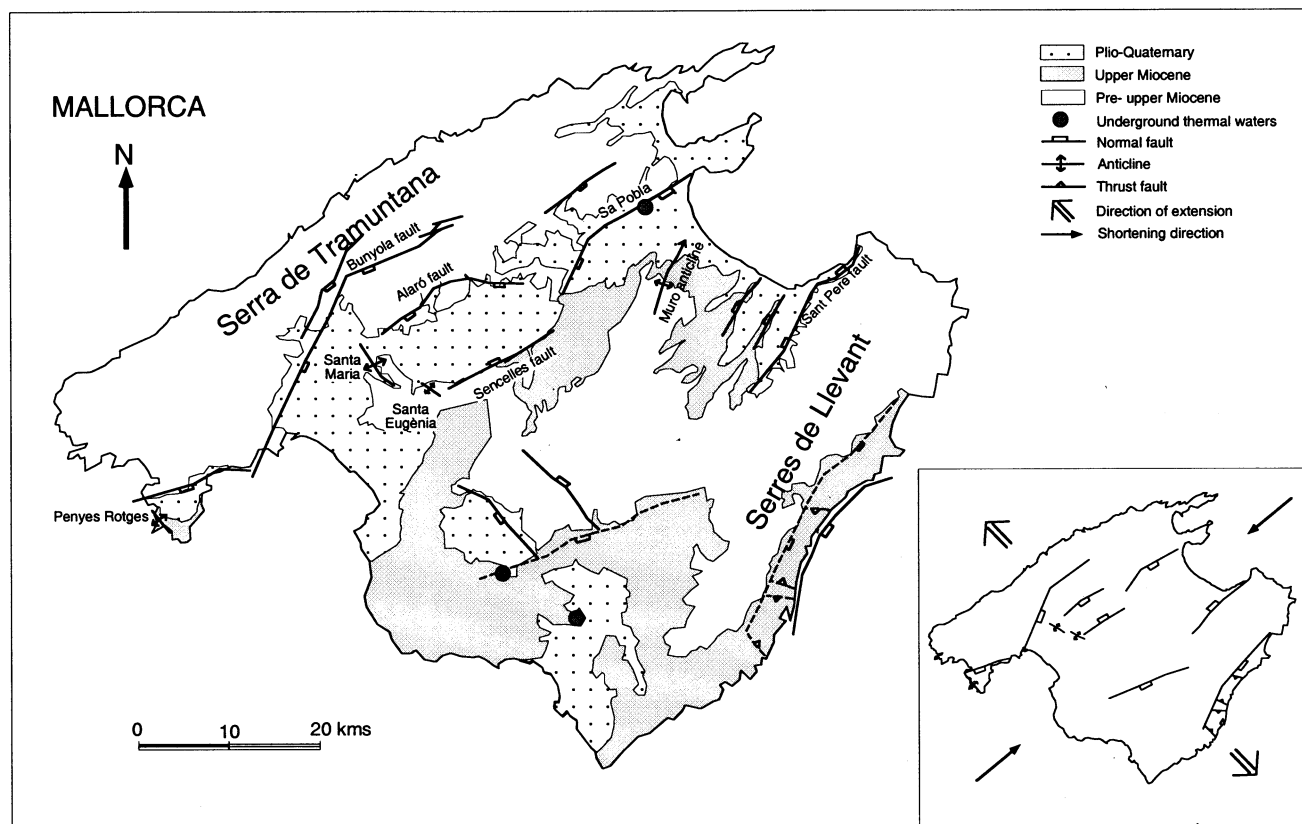 MALLORCA
N
Plio-Quaternary
Upper Miocene
Pre- upper Miocene
Underground thermal waters
Normal fault
Anticline
Thrust fault
Direction of extension
Shortening direction
Serra de Tramuntana
Bunyola fault
Alaró fault
Sa Pobla
Muro anticline
Sant Pere fault
Santa
Maria
Santa
Eugènia
Sencelles fault
Serres de Llevant
Penyes Rotges
0 10 20 kms